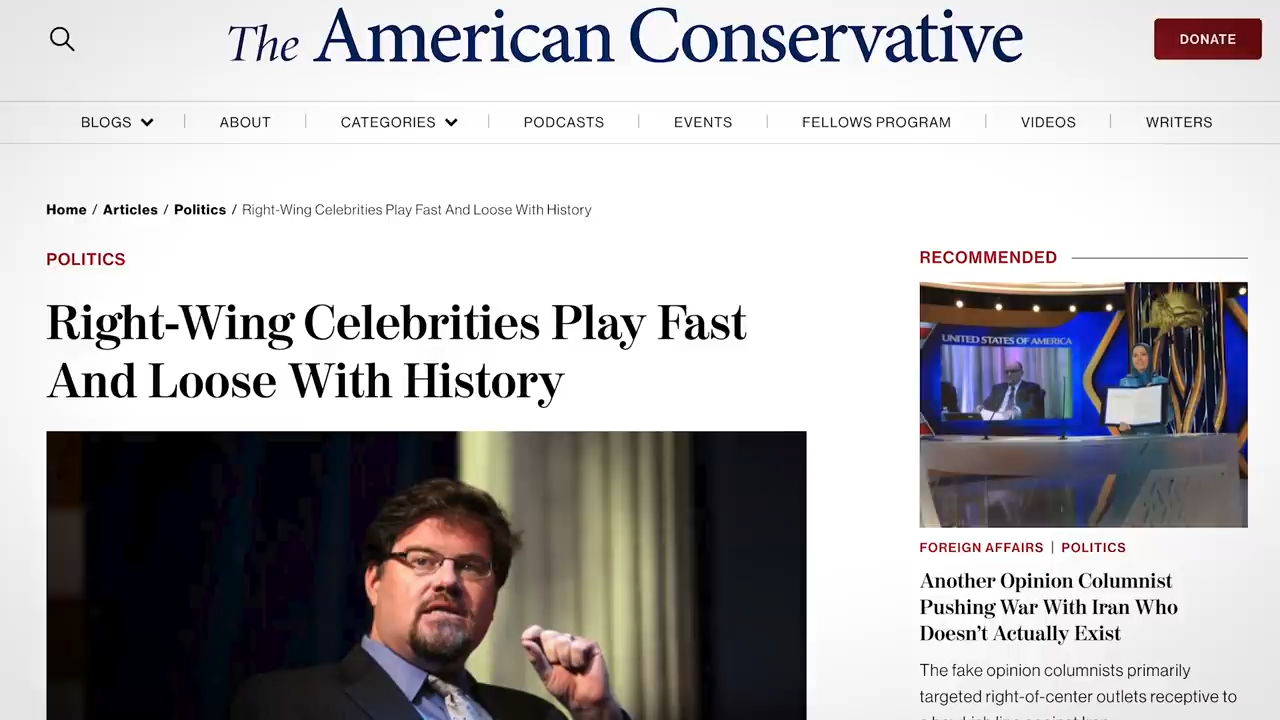 The American Conservative
DONATE
BLOGS
ABOUT
CATEGORIES
PODCASTS
EVENTS
FELLOWS PROGRAM
VIDEOS
WRITERS
Home / Articles / Politics / Right-Wing Celebrities Play Fast And Loose With History
POLITICS
Right-Wing Celebrities Play Fast
And Loose With History
RECOMMENDED
UNITED STATES OF AMERICA
FOREIGN AFFAIRS | POLITICS
Another Opinion Columnist
Pushing War With Iran Who
Doesn't Actually Exist
The fake opinion columnists primarily
targeted right-of-center outlets receptive to